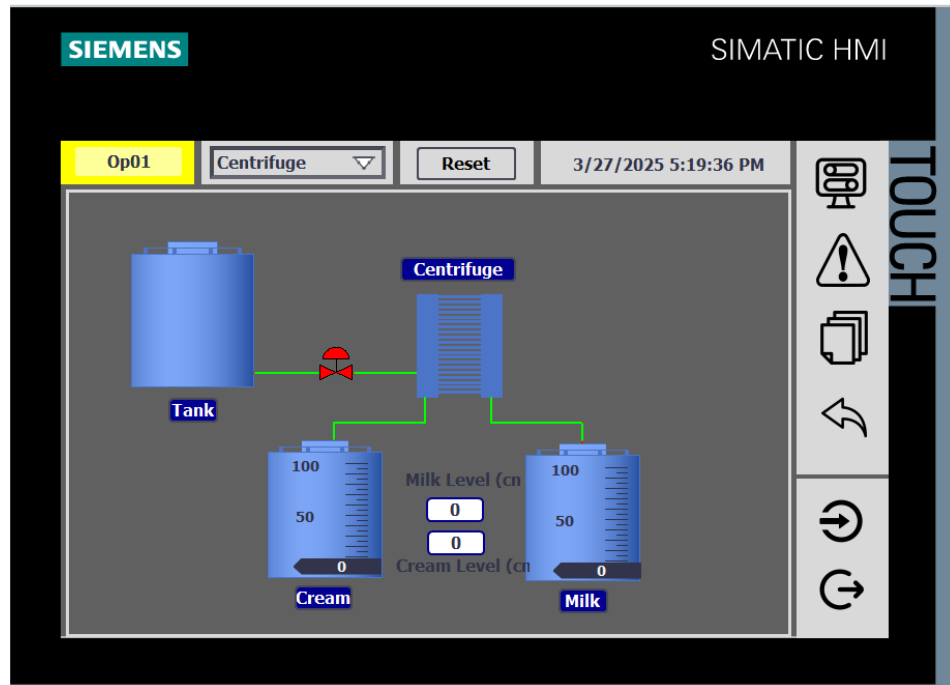 SIEMENS
SIMATIC HMI
TOUCH
Op01
Centrifuge
Reset
3/27/2025 5:19:36 PM
Centrifuge
Tank
100
50
0
Cream
Milk Level (cn
0
0
Cream Level (cn
100
50
0
Milk